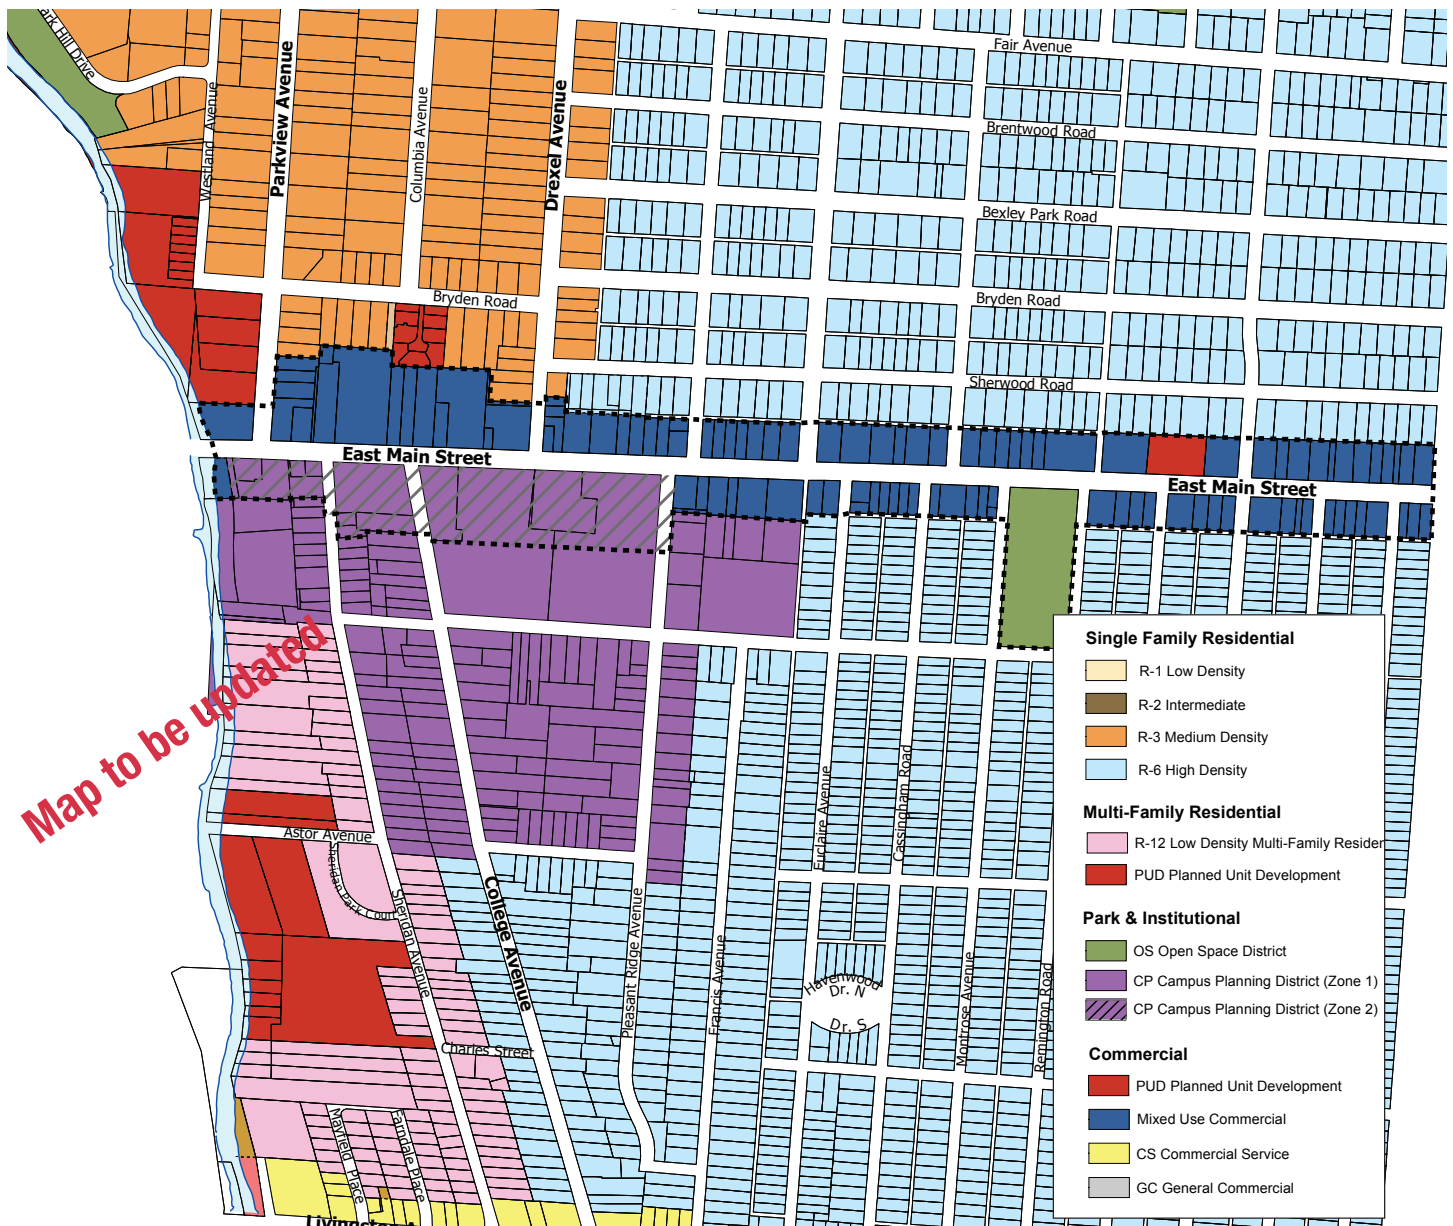 Park Hill Drive
Westland Avenue
Parkview Avenue
Columbia Avenue
Drexel Avenue
Fair Avenue
Brentwood Road
Bexley Park Road
Bryden Road
Bryden Road
Sherwood Road
East Main Street
East Main Street
Map to be updated
Astor Avenue
Sheridan Park Court
Sheridan Avenue
College Avenue
Pleasant Ridge Avenue
Francis Avenue
Euclaire Avenue
Cassingham Road
Havenwood
Dr. N
Dr. S
Montrose Avenue
Remington Road
Charles Street
Mayfield Place
Farndale Place
Single Family Residential
R-1 Low Density
R-2 Intermediate
R-3 Medium Density
R-6 High Density
Multi-Family Residential
R-12 Low Density Multi-Family Resider
PUD Planned Unit Development
Park & Institutional
OS Open Space District
CP Campus Planning District (Zone 1)
CP Campus Planning District (Zone 2)
Commercial
PUD Planned Unit Development
Mixed Use Commercial
CS Commercial Service
GC General Commercial